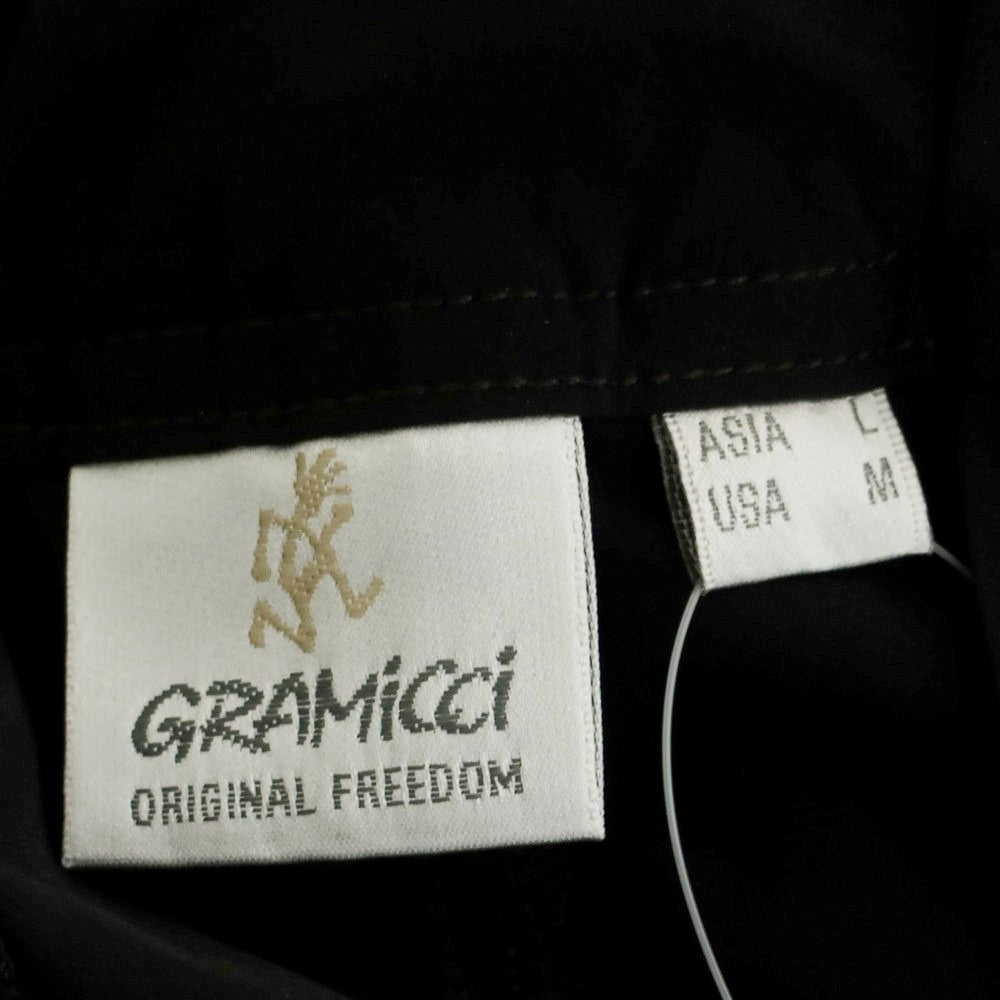 GRAMiCCi
ORIGINAL FREEDOM
ASIA L
USA M